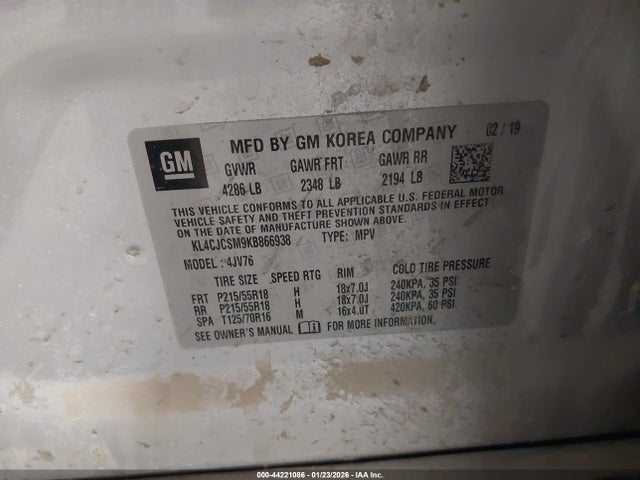 GM
MFD BY GM KOREA COMPANY 02 / 19
GVWR GAWR FRT GAWR RR
4286 LB 2348 LB 2194 LB
THIS VEHICLE CONFORMS TO ALL APPLICABLE U.S. FEDERAL MOTOR
VEHICLE SAFETY AND THEFT PREVENTION STANDARDS IN EFFECT ON
THE DATE OF MANUFACTURE SHOWN ABOVE.
KL4CJCSM9KB866938 TYPE: MPV
MODEL: 4JV76
TIRE SIZE SPEED RTG RIM COLD TIRE PRESSURE
FRT P215/55R18 H 18x7.0J 240KPA, 35 PSI
RR P215/55R18 H 18x7.0J 240KPA, 35 PSI
SPA T125/70R16 M 16x4.0T 420KPA, 60 PSI
SEE OWNER'S MANUAL FOR MORE INFORMATION.
000-44221086 - 01/23/2026 - IAA Inc.